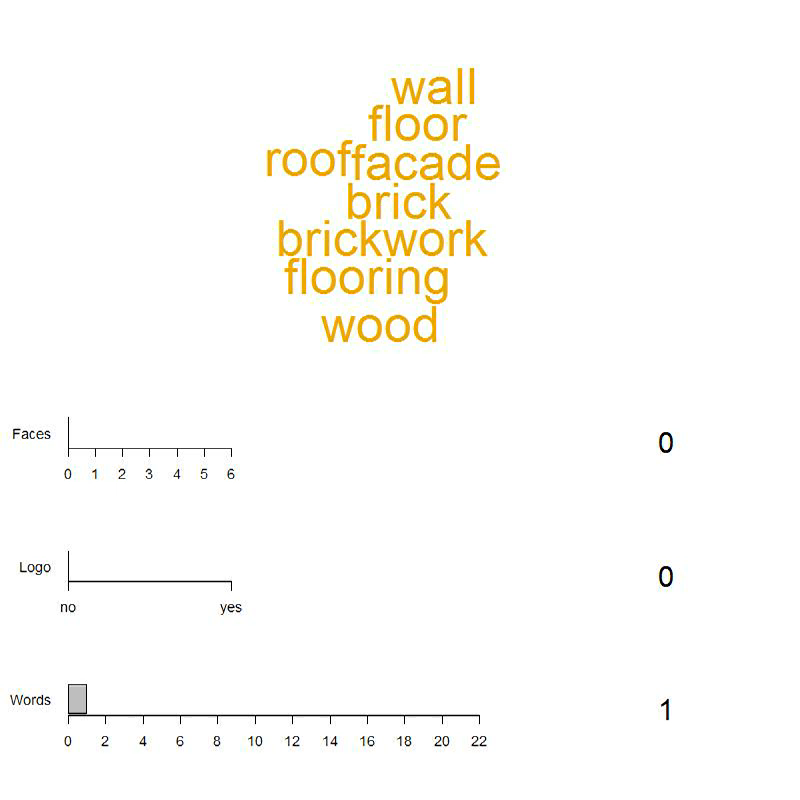 wall
floor
roof facade
brick
brickwork
flooring
wood
Faces
0 1 2 3 4 5 6
0
Logo
no yes
0
Words
0 2 4 6 8 10 12 14 16 18 20 22
1